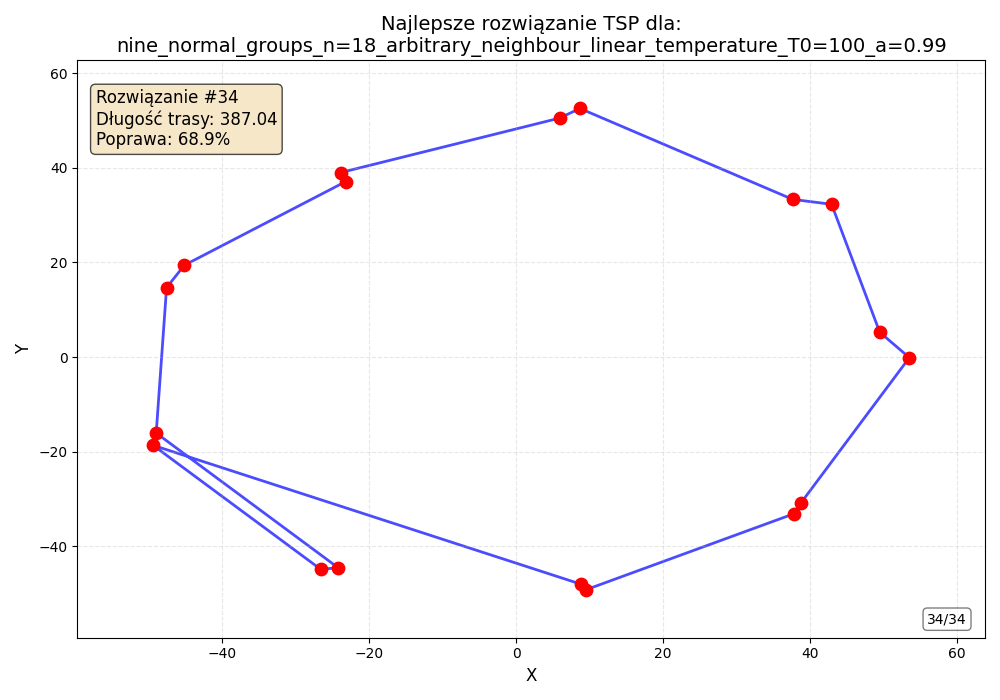 Najlepsze rozwiązanie TSP dla:
nine_normal_groups_n=18_arbitrary_neighbour_linear_temperature_T0=100_a=0.99
Rozwiązanie #34
Długość trasy: 387.04
Poprawa: 68.9%
60
40
20
0
−20
−40
Y
34/34
−40
−20
0
20
40
60
X